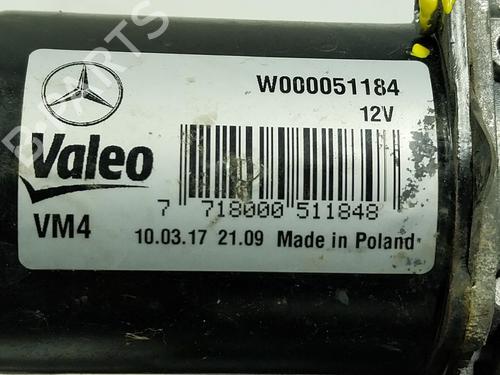 W000051184
12V
Valeo
7 718000 511848
VM4
10.03.17 21.09 Made in Poland